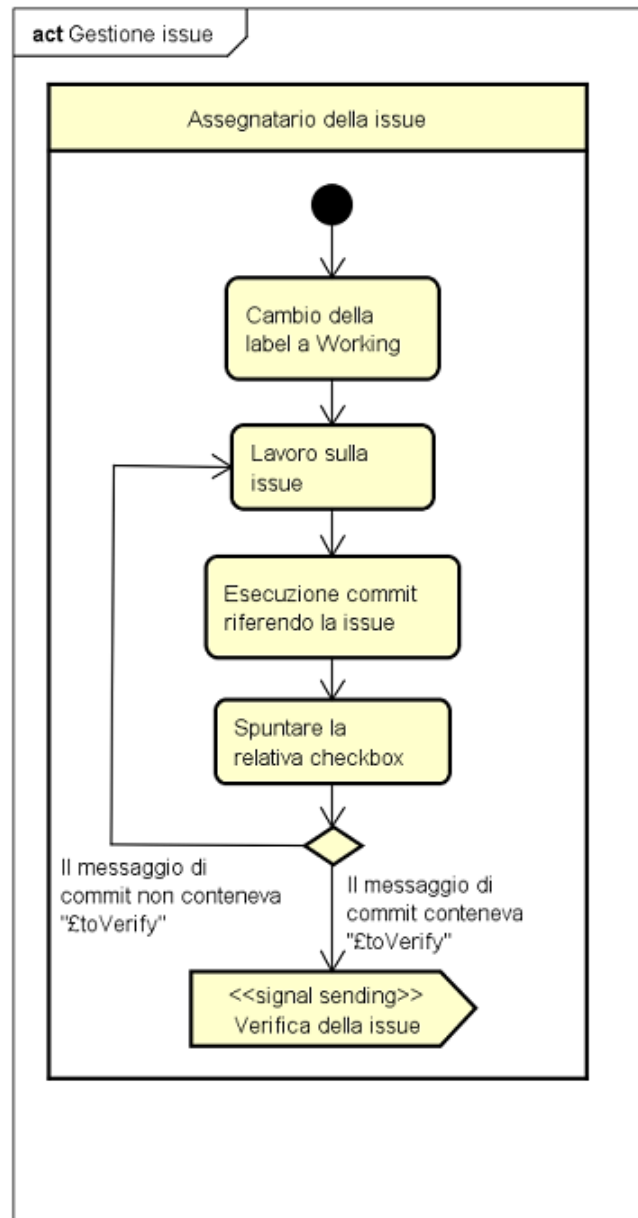 act Gestione issue
Assegnatario della issue
Cambio della
label a Working
Lavoro sulla
issue
Esecuzione commit
riferendo la issue
Spuntare la
relativa checkbox
Il messaggio di
commit non conteneva
"£toVerify"
Il messaggio di
commit conteneva
"£toVerify"
<<signal sending>>
Verifica della issue